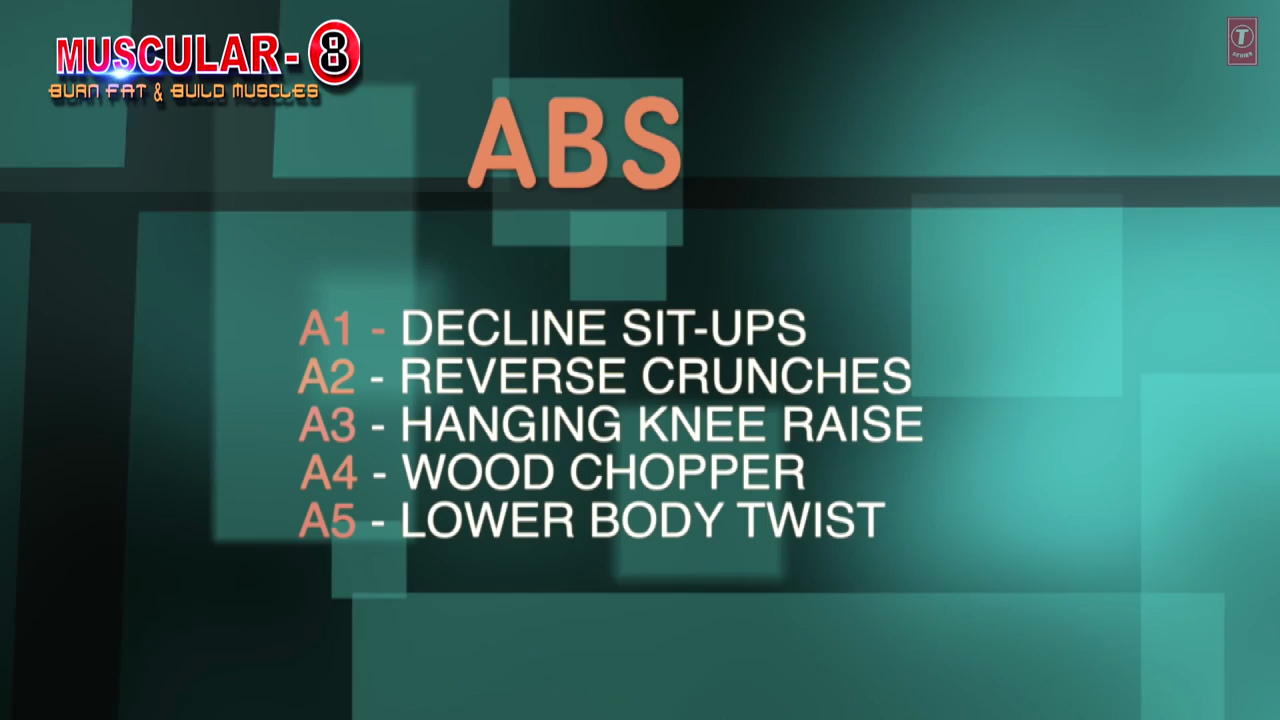 MUSCULAR-8
BURN FAT & BUILD MUSCLES
T
SERIES
ABS
A1 - DECLINE SIT-UPS
A2 - REVERSE CRUNCHES
A3 - HANGING KNEE RAISE
A4 - WOOD CHOPPER
A5 - LOWER BODY TWIST